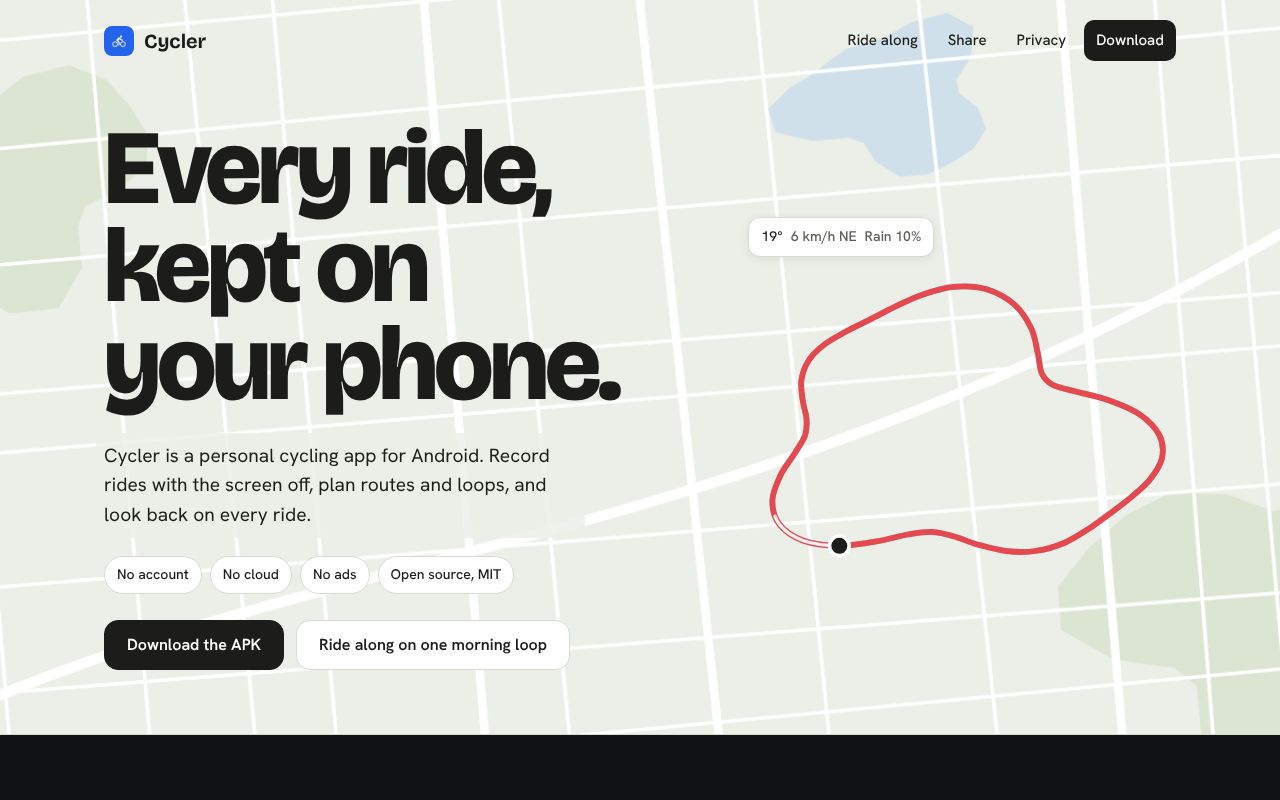 Cycler
Ride along
Share
Privacy
Download
Every ride,
kept on
your phone.
19° 6 km/h NE Rain 10%
Cycler is a personal cycling app for Android. Record
rides with the screen off, plan routes and loops, and
look back on every ride.
No account
No cloud
No ads
Open source, MIT
Download the APK
Ride along on one morning loop